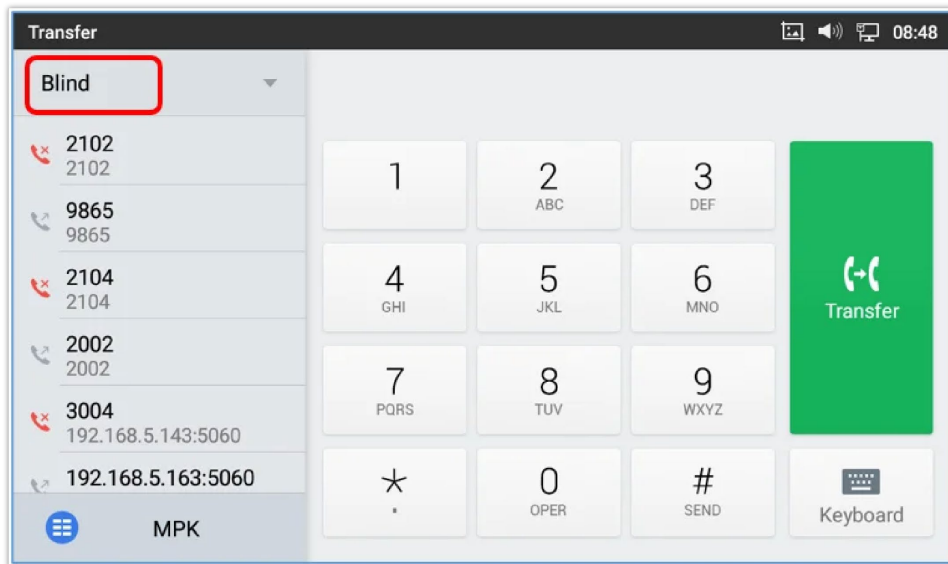 Transfer
08:48
Blind
2102
2102
9865
9865
2104
2104
2002
2002
3004
192.168.5.143:5060
192.168.5.163:5060
MPK
1
2
ABC
3
DEF
4
GHI
5
JKL
6
MNO
7
PQRS
8
TUV
9
WXYZ
*
.
0
OPER
#
SEND
Transfer
Keyboard